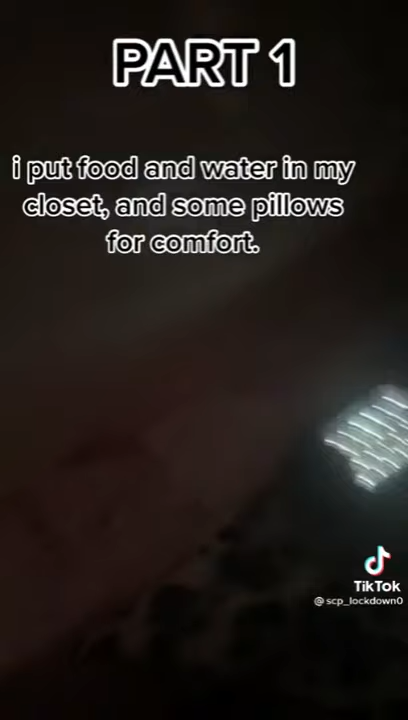 PART 1
i put food and water in my
closet, and some pillows
for comfort.
TikTok
@scp_lockdown0